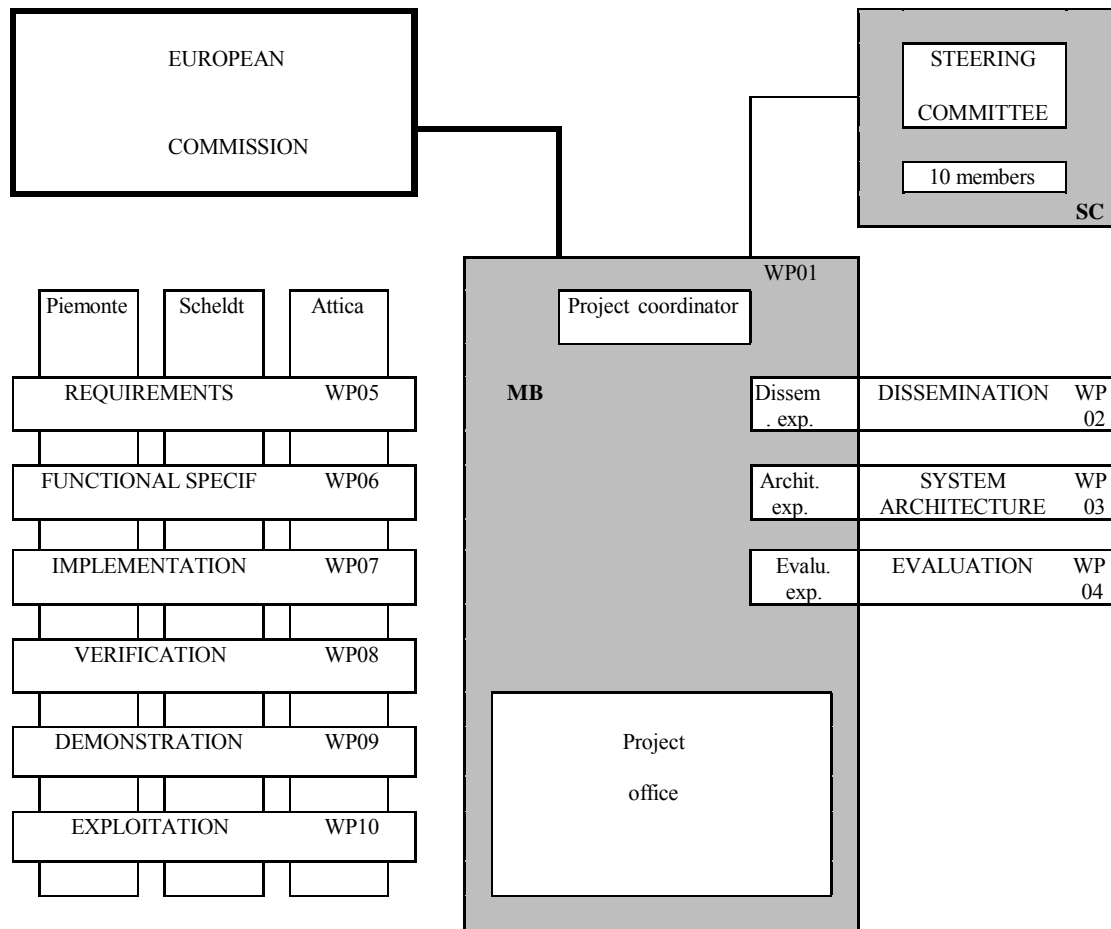 EUROPEAN
COMMISSION
STEERING
COMMITTEE
10 members
SC
WP01
Project coordinator
MB
Piemonte
Scheldt
Attica
REQUIREMENTS WP05
FUNCTIONAL SPECIF WP06
IMPLEMENTATION WP07
VERIFICATION WP08
DEMONSTRATION WP09
EXPLOITATION WP10
Dissem
. exp.
DISSEMINATION
WP
02
Archit.
exp.
SYSTEM
ARCHITECTURE
WP
03
Evalu.
exp.
EVALUATION
WP
04
Project
office